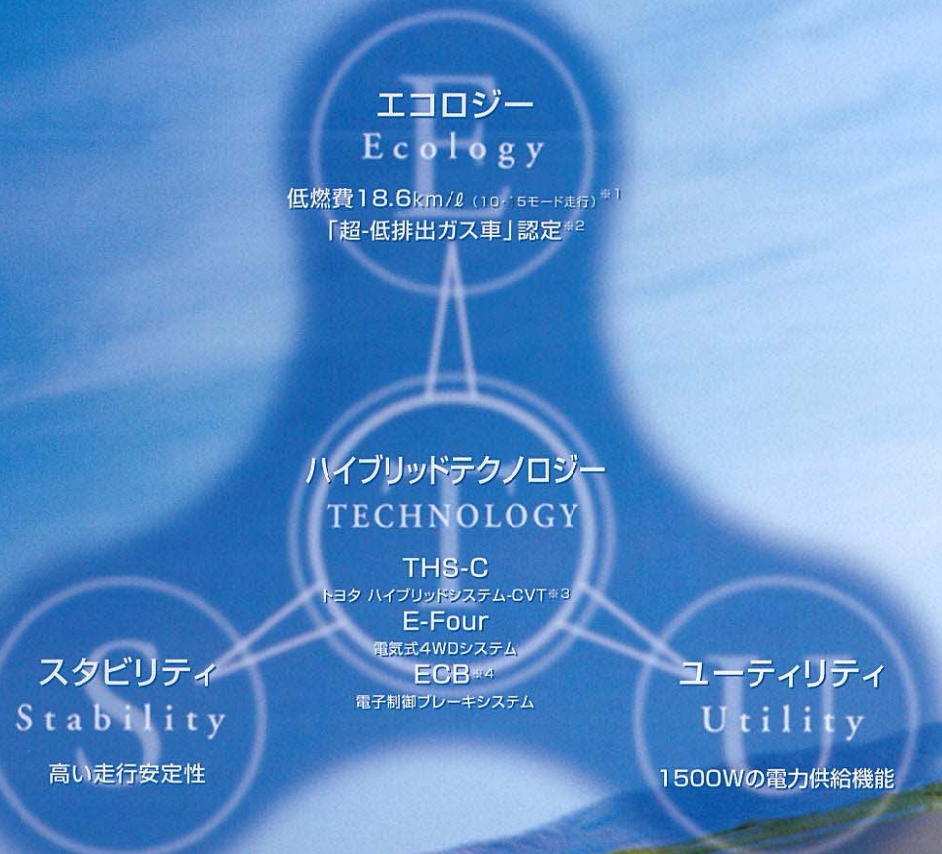 E
エコロジー
Ecology
低燃費18.6km/ℓ（10・15モード走行）※1
「超-低排出ガス車」認定※2
T
ハイブリッドテクノロジー
TECHNOLOGY
THS-C
トヨタ ハイブリッドシステム-CVT※3
E-Four
電気式4WDシステム
ECB※4
電子制御ブレーキシステム
S
スタビリティ
Stability
高い走行安定性
U
ユーティリティ
Utility
1500Wの電力供給機能